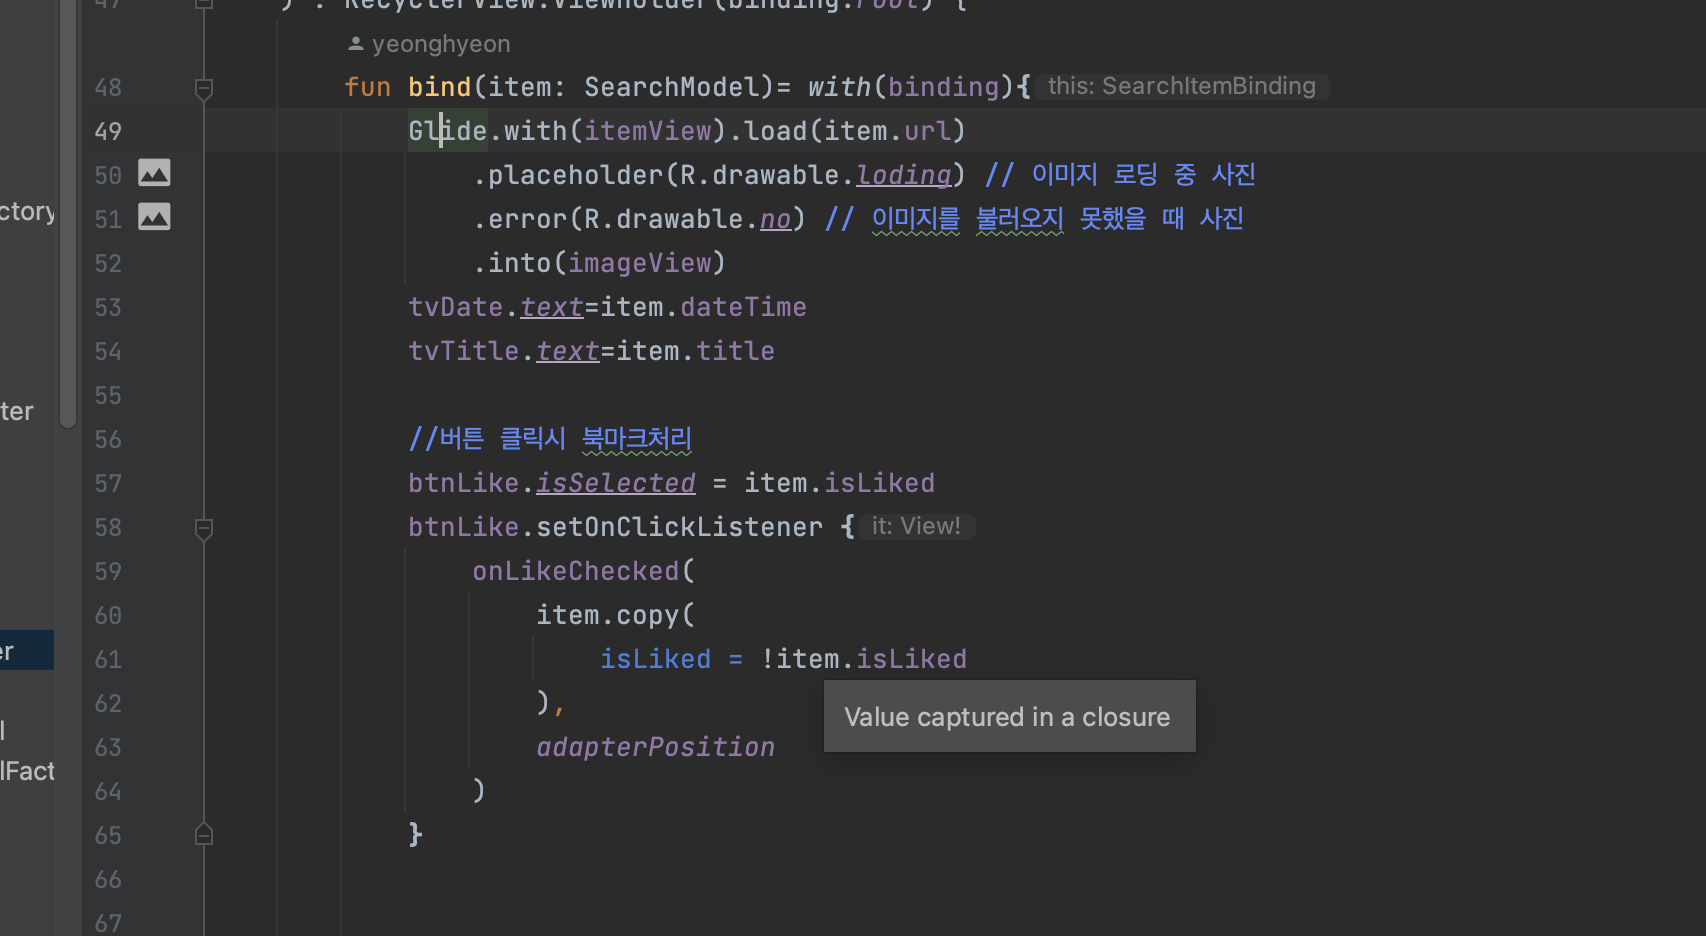 47 ) : RecyclerView.ViewHolder(binding.root) {
yeonghyeon
48 fun bind(item: SearchModel)= with(binding){ this: SearchItemBinding
49 Glide.with(itemView).load(item.url)
50 .placeholder(R.drawable.loding) // 이미지 로딩 중 사진
ctory
51 .error(R.drawable.no) // 이미지를 불러오지 못했을 때 사진
52 .into(imageView)
53 tvDate.text=item.dateTime
54 tvTitle.text=item.title
55
ter
56 //버튼 클릭시 북마크처리
57 btnLike.isSelected = item.isLiked
58 btnLike.setOnClickListener { it: View!
59 onLikeChecked(
60 item.copy(
er
61 isLiked = !item.isLiked
62 ),
Value captured in a closure
l
63 adapterPosition
lFact
64 )
65 }
66
67